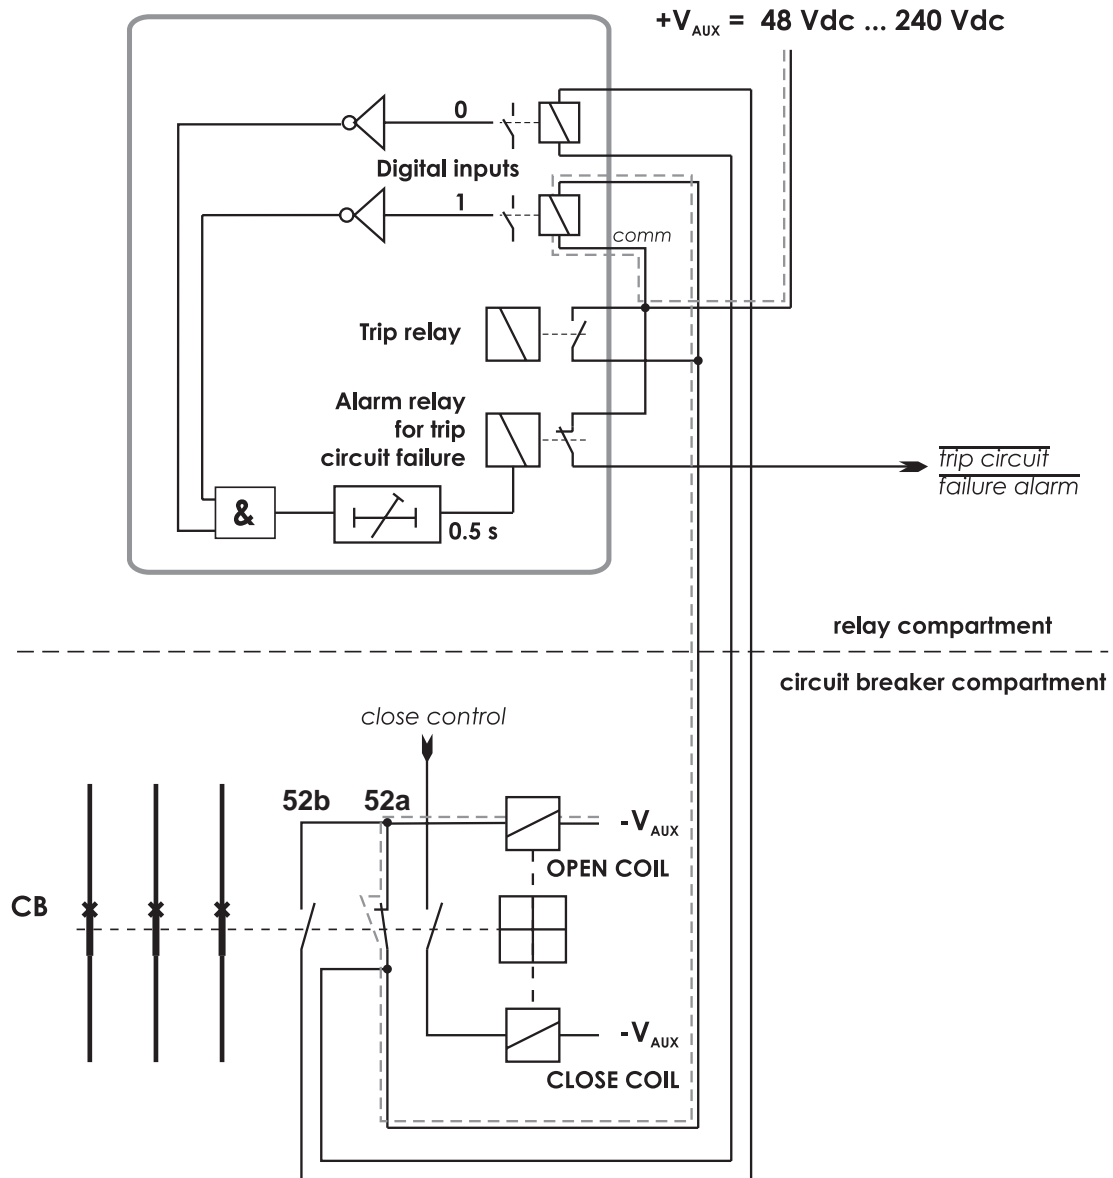 +VAUX = 48 Vdc ... 240 Vdc
0
Digital inputs
1
comm
Trip relay
Alarm relay
for trip
circuit failure
trip circuit
failure alarm
&
0.5 s
relay compartment
circuit breaker compartment
close control
52b 52a
-VAUX
OPEN COIL
CB
-VAUX
CLOSE COIL